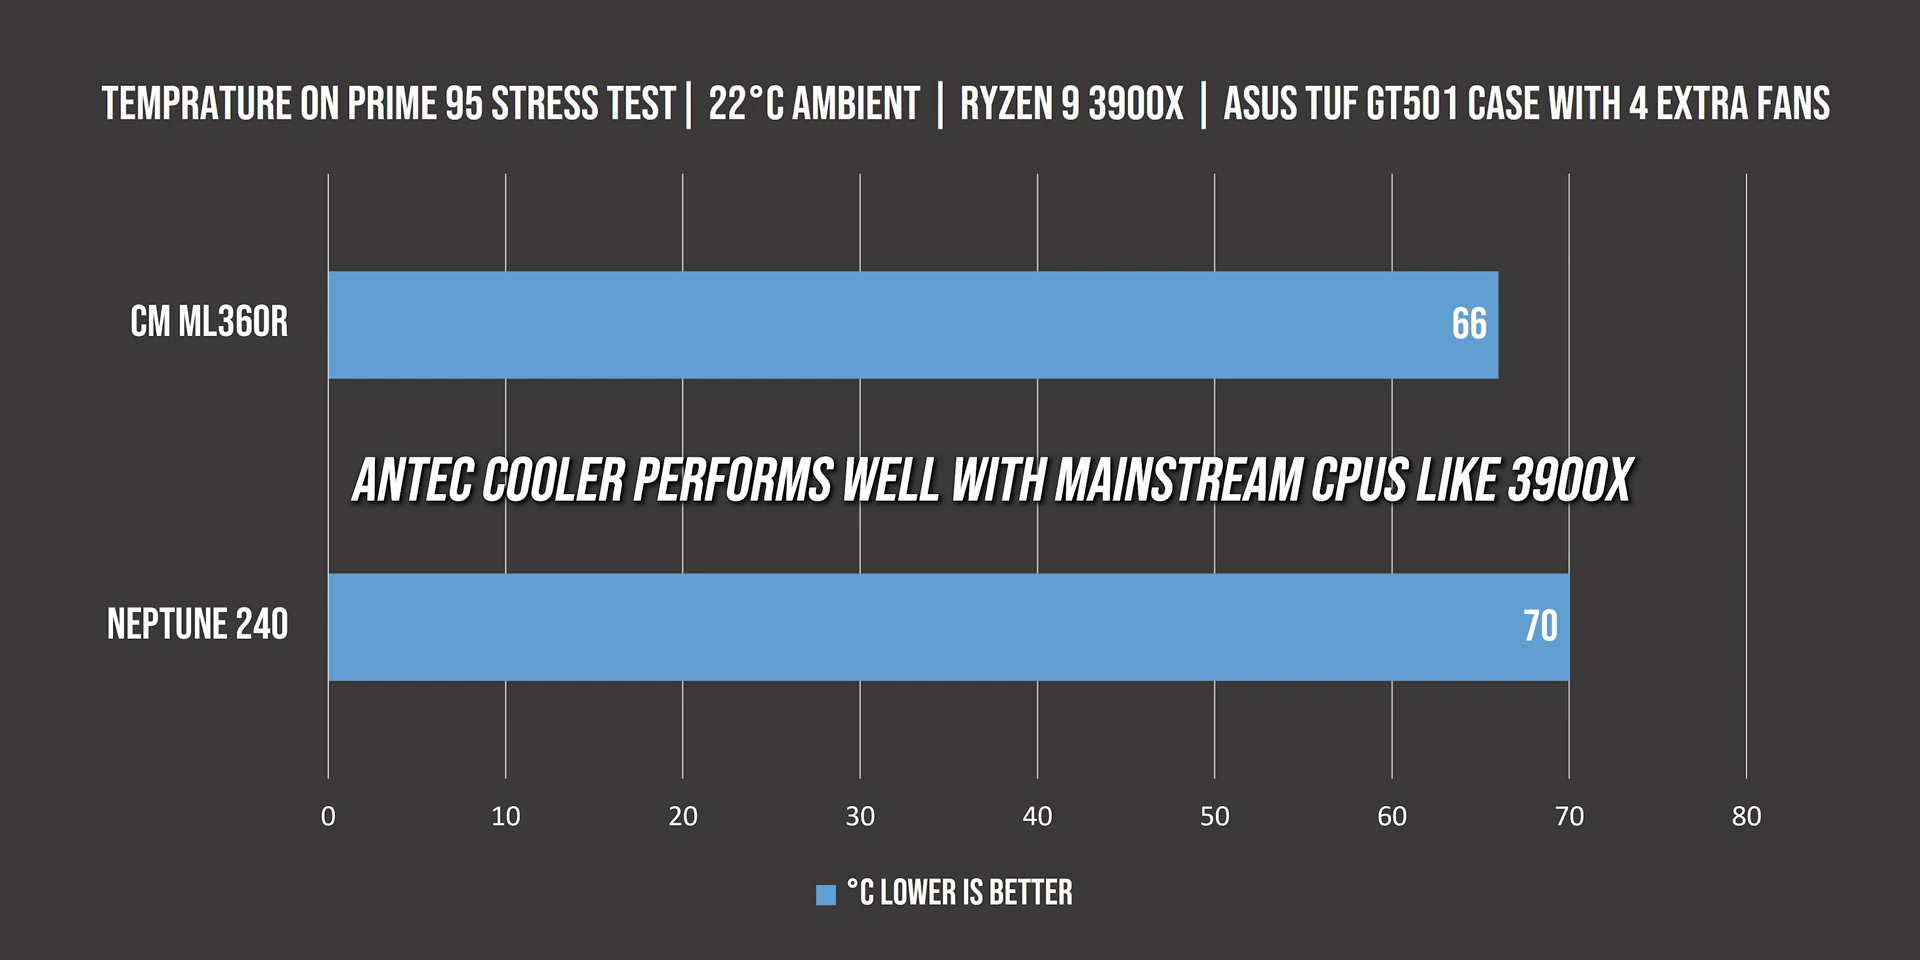 TEMPRATURE ON PRIME 95 STRESS TEST| 22°C AMBIENT | RYZEN 9 3900X | ASUS TUF GT501 CASE WITH 4 EXTRA FANS
CM ML360R
66
ANTEC COOLER PERFORMS WELL WITH MAINSTREAM CPUS LIKE 3900X
NEPTUNE 240
70
0 10 20 30 40 50 60 70 80
°C LOWER IS BETTER